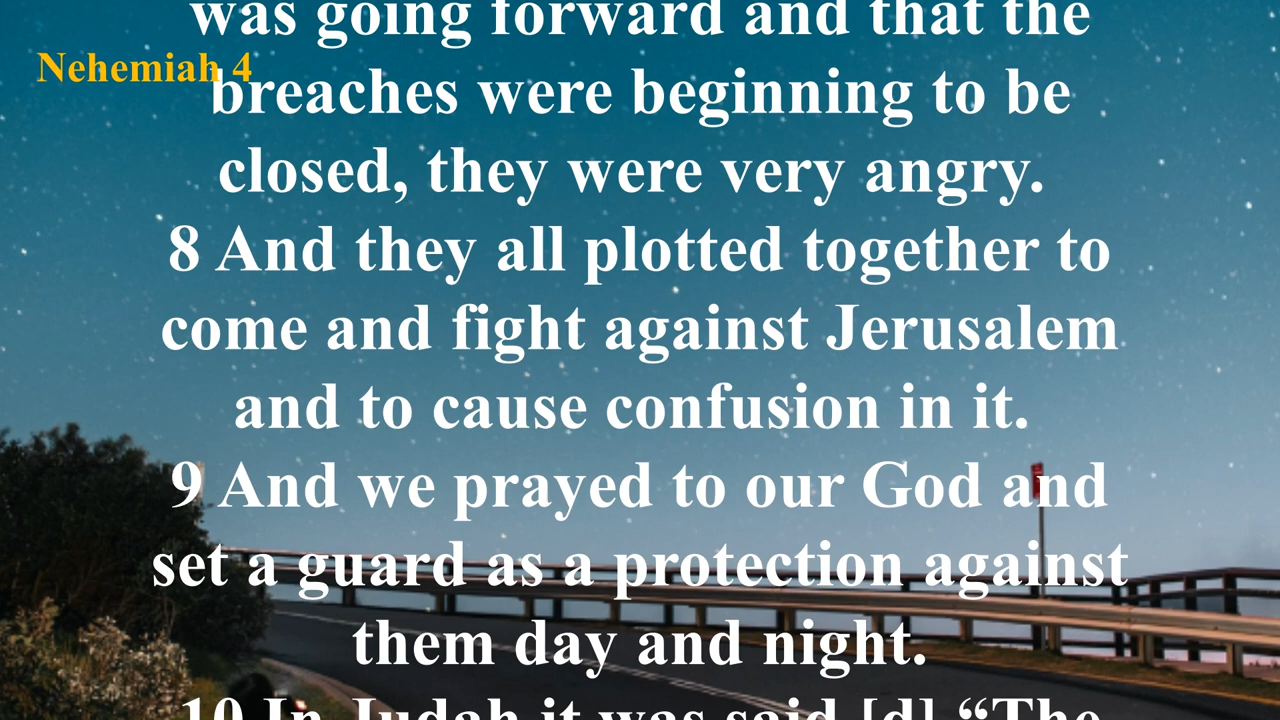 was going forward and that the
Nehemiah 4
breaches were beginning to be
closed, they were very angry.
8 And they all plotted together to
come and fight against Jerusalem
and to cause confusion in it.
9 And we prayed to our God and
set a guard as a protection against
them day and night.
10 In Judah it was said,[d] “The